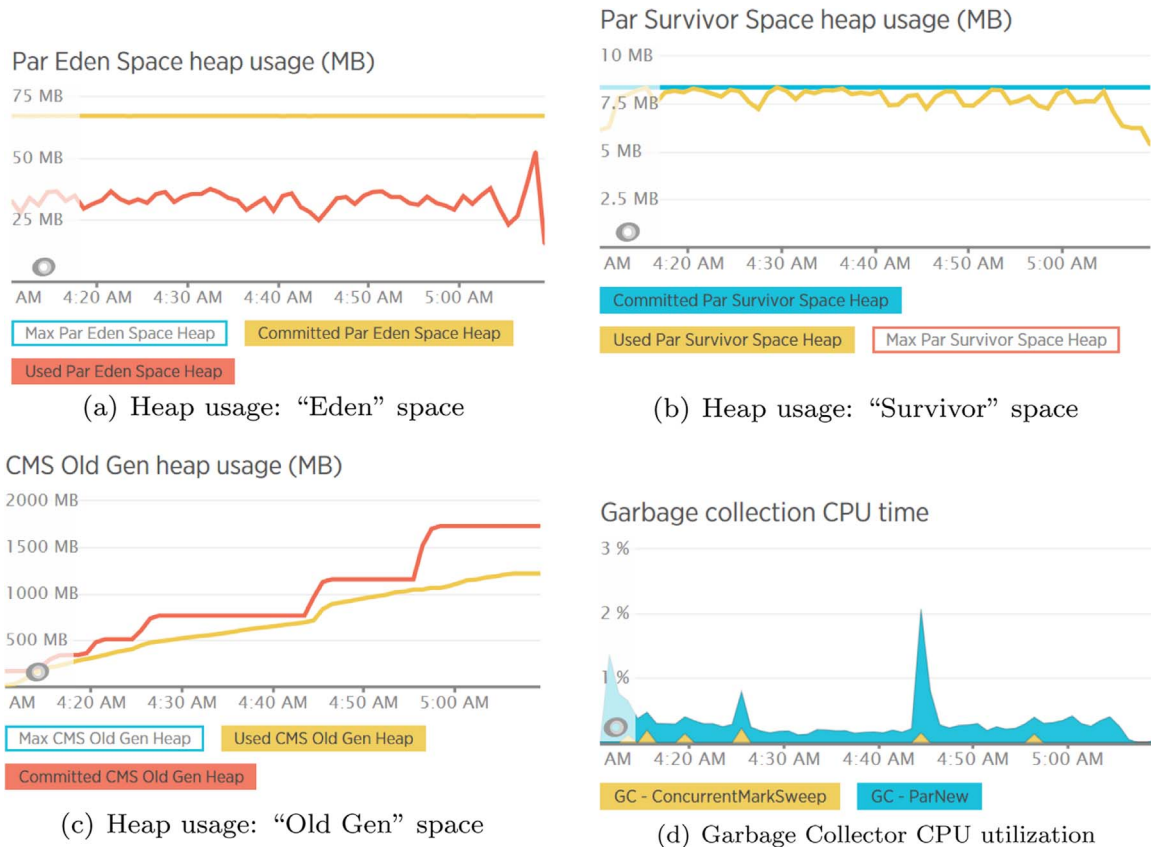 Par Eden Space heap usage (MB)
75 MB
50 MB
25 MB
AM 4:20 AM 4:30 AM 4:40 AM 4:50 AM 5:00 AM
Max Par Eden Space Heap Committed Par Eden Space Heap
Used Par Eden Space Heap
(a) Heap usage: “Eden” space
Par Survivor Space heap usage (MB)
10 MB
7.5 MB
5 MB
2.5 MB
AM 4:20 AM 4:30 AM 4:40 AM 4:50 AM 5:00 AM
Committed Par Survivor Space Heap
Used Par Survivor Space Heap Max Par Survivor Space Heap
(b) Heap usage: “Survivor” space
CMS Old Gen heap usage (MB)
2000 MB
1500 MB
1000 MB
500 MB
AM 4:20 AM 4:30 AM 4:40 AM 4:50 AM 5:00 AM
Max CMS Old Gen Heap Used CMS Old Gen Heap
Committed CMS Old Gen Heap
(c) Heap usage: “Old Gen” space
Garbage collection CPU time
3 %
2 %
1 %
AM 4:20 AM 4:30 AM 4:40 AM 4:50 AM 5:00 AM
GC - ConcurrentMarkSweep GC - ParNew
(d) Garbage Collector CPU utilization